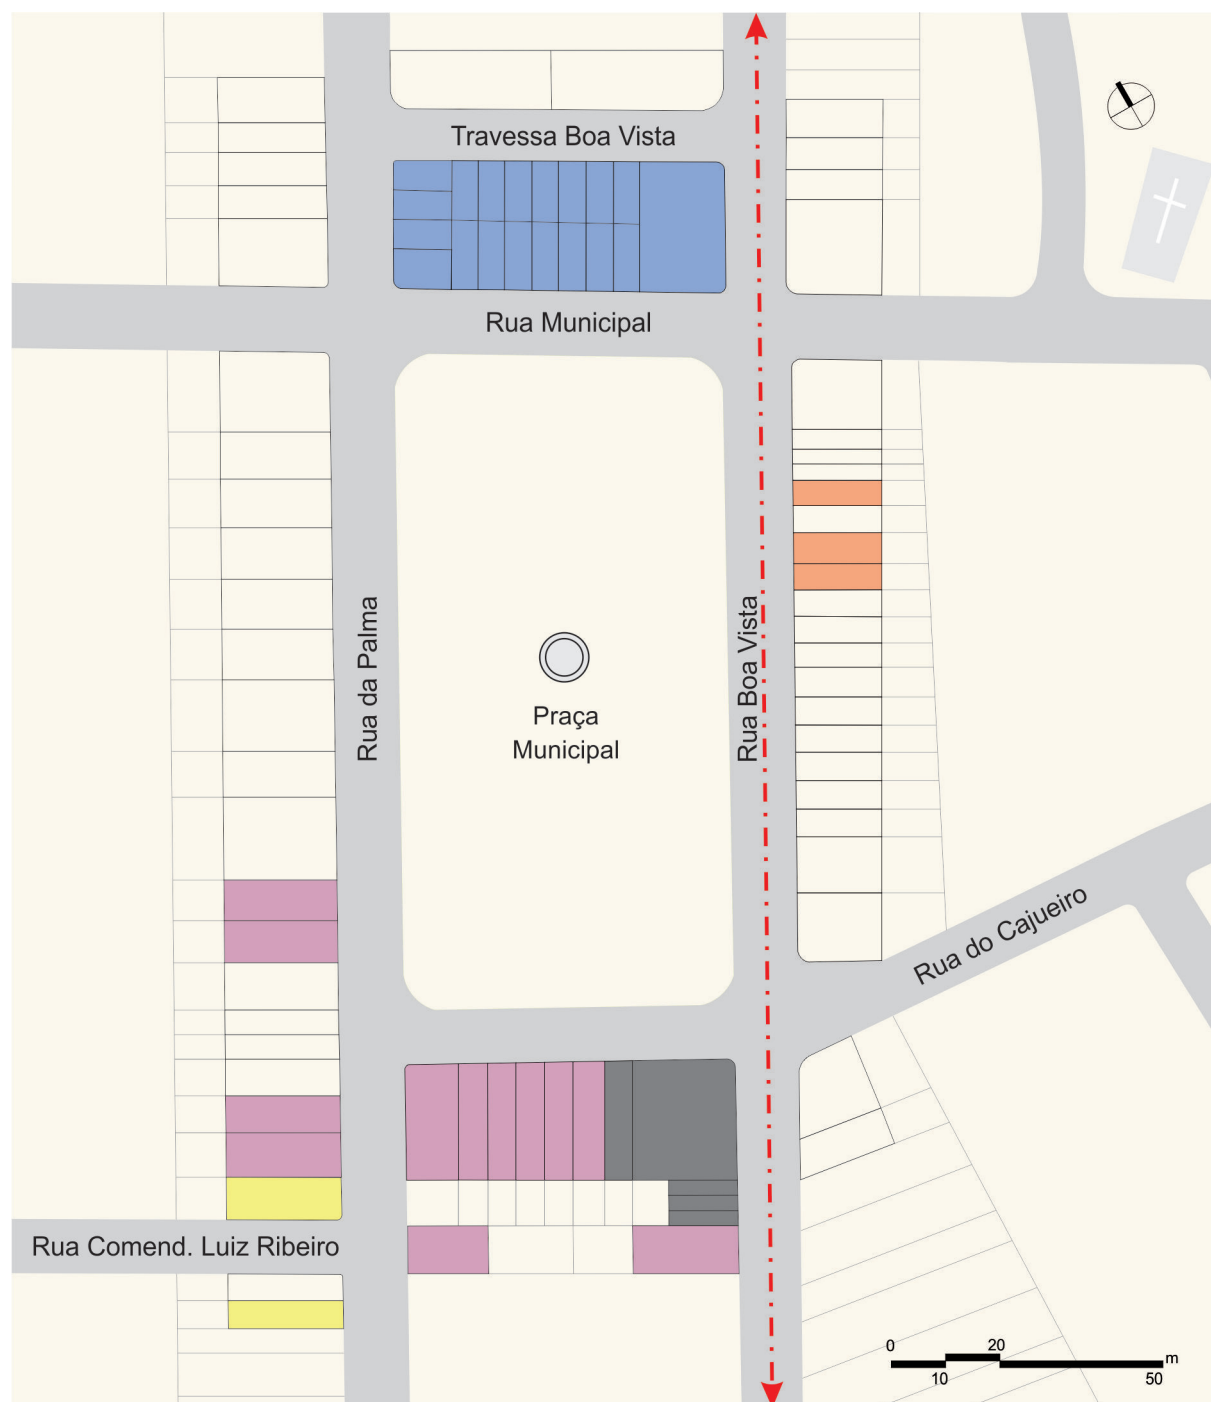 Travessa Boa Vista
Rua Municipal
Rua da Palma
Praça
Municipal
Rua Boa Vista
Rua do Cajueiro
Rua Comend. Luiz Ribeiro
0 20
m
10 50